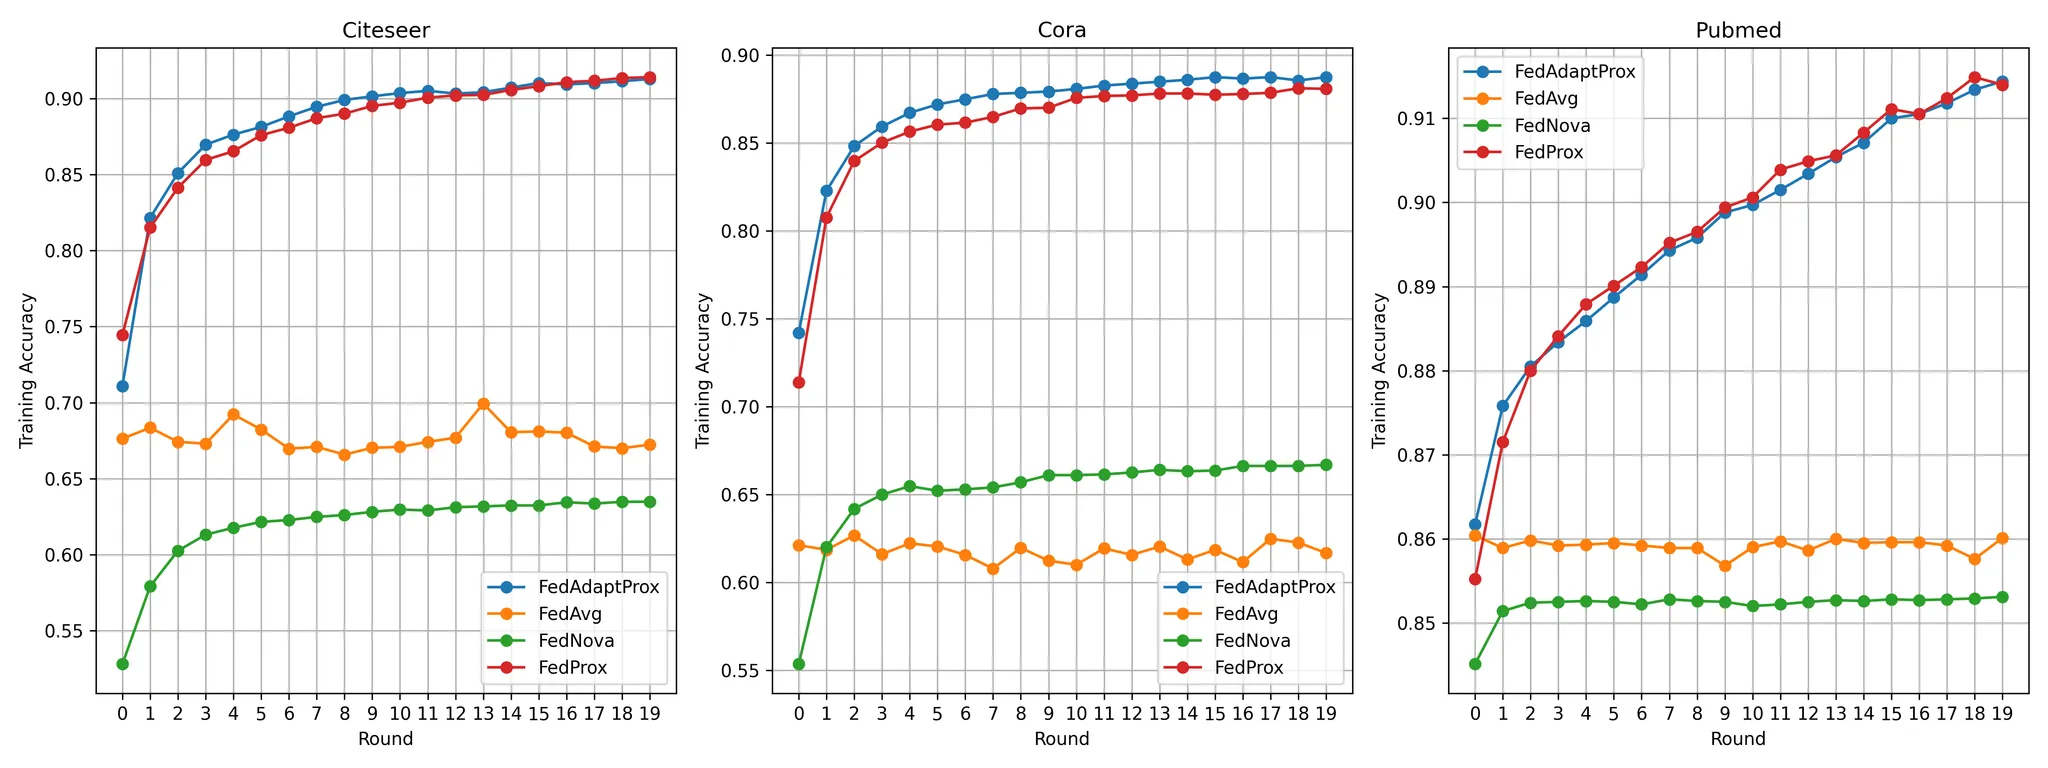 Citeseer
Training Accuracy
0.90
0.85
0.80
0.75
0.70
0.65
0.60
0.55
0 1 2 3 4 5 6 7 8 9 10 11 12 13 14 15 16 17 18 19
Round
FedAdaptProx
FedAvg
FedNova
FedProx
Cora
Training Accuracy
0.90
0.85
0.80
0.75
0.70
0.65
0.60
0.55
0 1 2 3 4 5 6 7 8 9 10 11 12 13 14 15 16 17 18 19
Round
FedAdaptProx
FedAvg
FedNova
FedProx
Pubmed
Training Accuracy
0.91
0.90
0.89
0.88
0.87
0.86
0.85
0 1 2 3 4 5 6 7 8 9 10 11 12 13 14 15 16 17 18 19
Round
FedAdaptProx
FedAvg
FedNova
FedProx